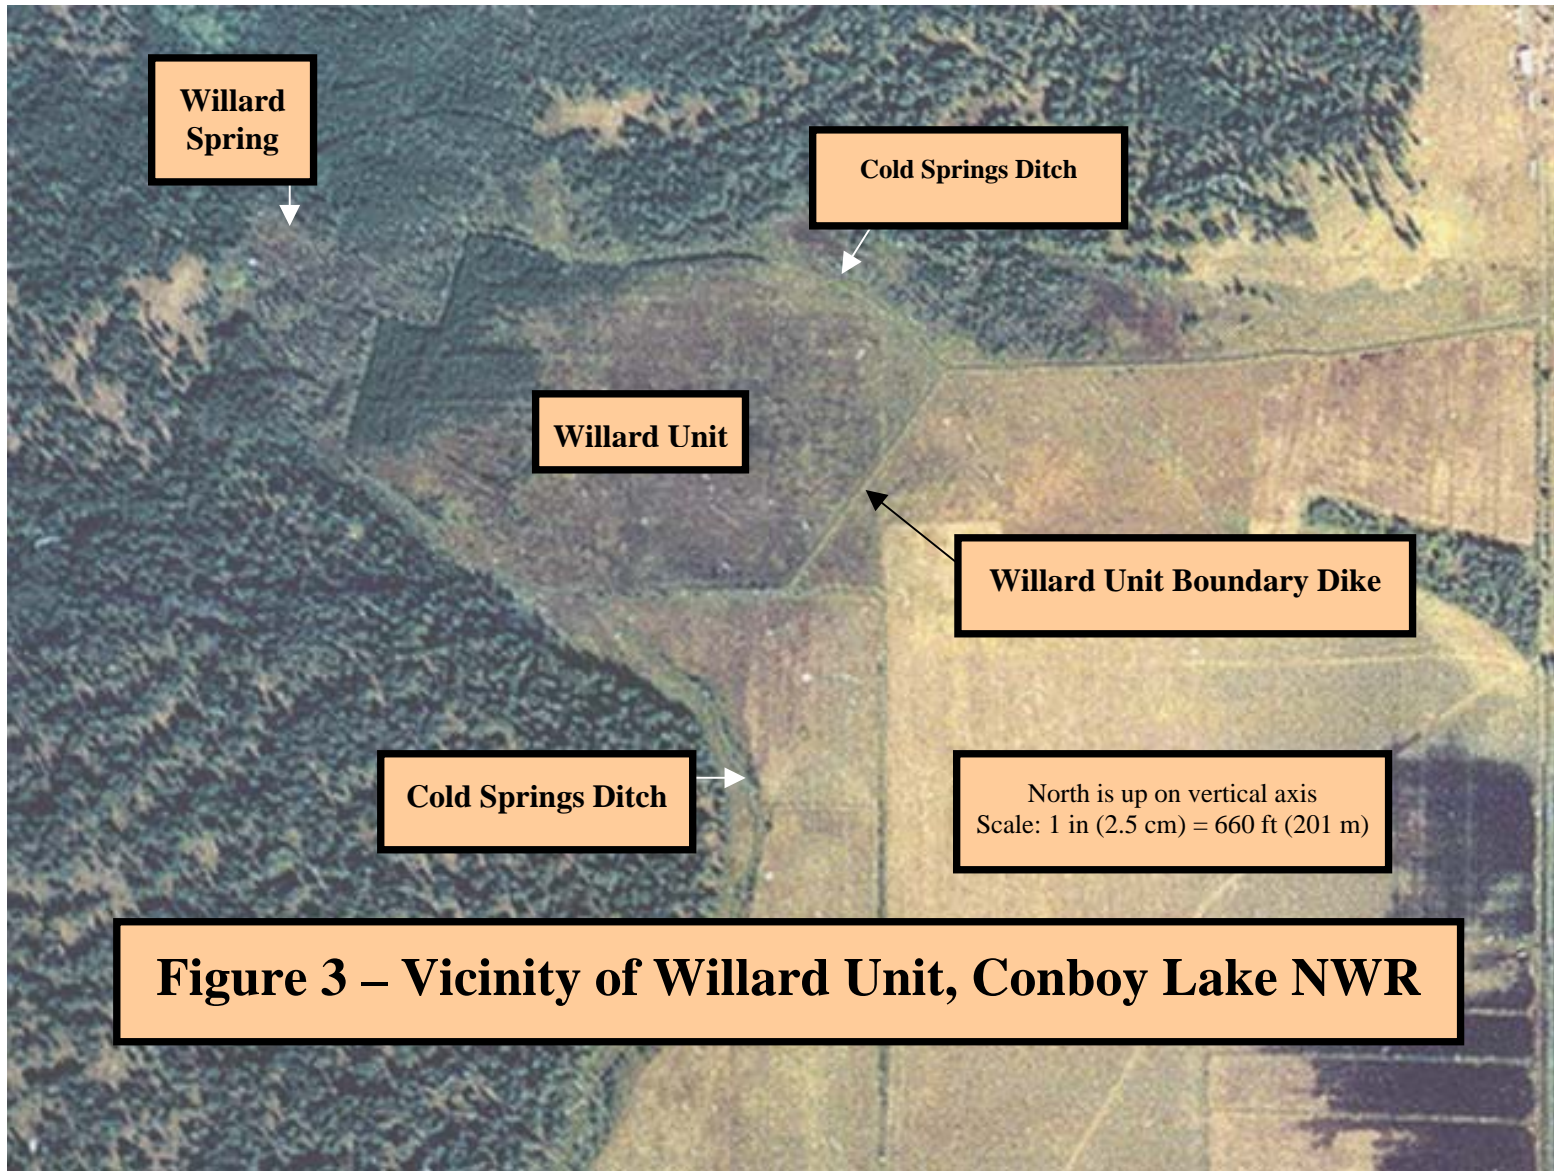 Willard
Spring
Cold Springs Ditch
Willard Unit
Willard Unit Boundary Dike
Cold Springs Ditch
North is up on vertical axis
Scale: 1 in (2.5 cm) = 660 ft (201 m)
Figure 3 – Vicinity of Willard Unit, Conboy Lake NWR